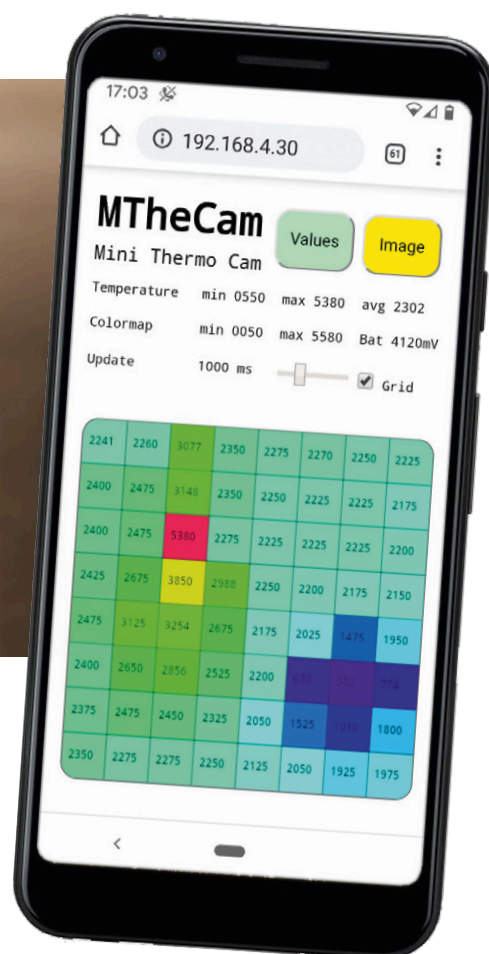 17:03
192.168.4.30
61
MTheCam
Values
Image
Mini Thermo Cam
Temperature min 0550 max 5380 avg 2302
Colormap min 0050 max 5580 Bat 4120mV
Update 1000 ms Grid
2241 2260 3077 2350 2275 2270 2250 2225
2400 2475 3148 2350 2250 2225 2225 2175
2400 2475 5380 2275 2225 2225 2225 2200
2425 2675 3850 2988 2250 2200 2175 2150
2475 3125 3254 2675 2175 2025 1475 1950
2400 2650 2856 2525 2200 774
2375 2475 2450 2325 2050 1525 1800
2350 2275 2275 2250 2125 2050 1925 1975